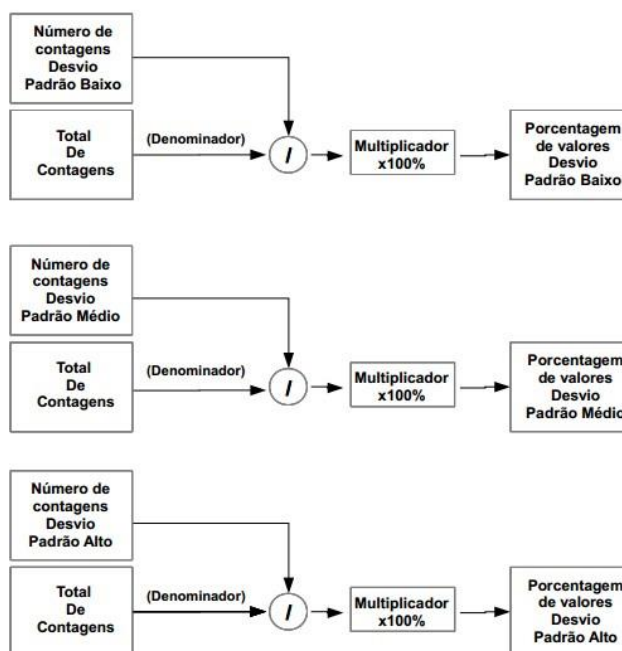 Número de
contagens
Desvio
Padrão Baixo
Total
De
Contagens
(Denominador)
/
Multiplicador
x100%
Porcentagem
de valores
Desvio
Padrão Baixo
Número de
contagens
Desvio
Padrão Médio
Total
De
Contagens
(Denominador)
/
Multiplicador
x100%
Porcentagem
de valores
Desvio
Padrão Médio
Número de
contagens
Desvio
Padrão Alto
Total
De
Contagens
(Denominador)
/
Multiplicador
x100%
Porcentagem
de valores
Desvio
Padrão Alto